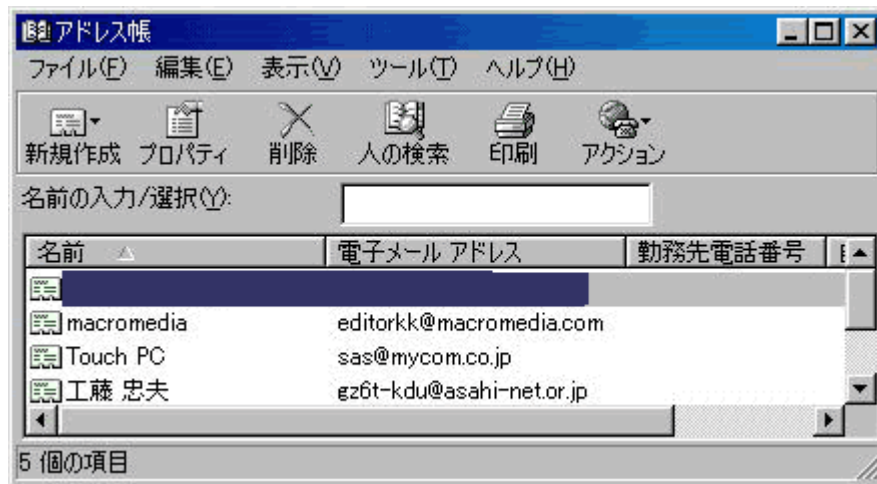 アドレス帳
ファイル(F) 編集(E) 表示(V) ツール(T) ヘルプ(H)
新規作成 プロパティ 削除 人の検索 印刷 アクション
名前の入力/選択(Y):
名前 電子メール アドレス 勤務先電話番号
macromedia editorkk@macromedia.com
Touch PC sas@mycom.co.jp
工藤 忠夫 gz6t-kdu@asahi-net.or.jp
5 個の項目